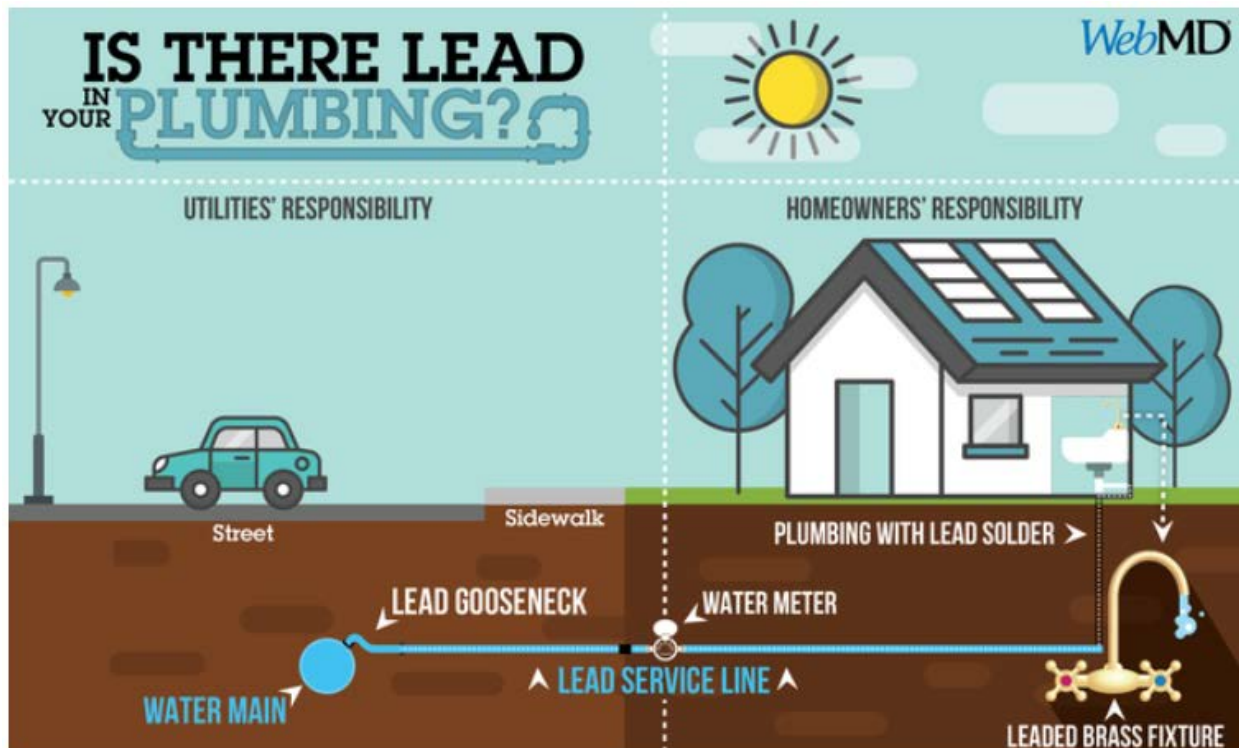 IS THERE LEAD
IN YOUR PLUMBING?
WebMD
UTILITIES' RESPONSIBILITY
HOMEOWNERS' RESPONSIBILITY
Street
Sidewalk
PLUMBING WITH LEAD SOLDER
LEAD GOOSENECK
WATER METER
LEAD SERVICE LINE
WATER MAIN
LEADED BRASS FIXTURE